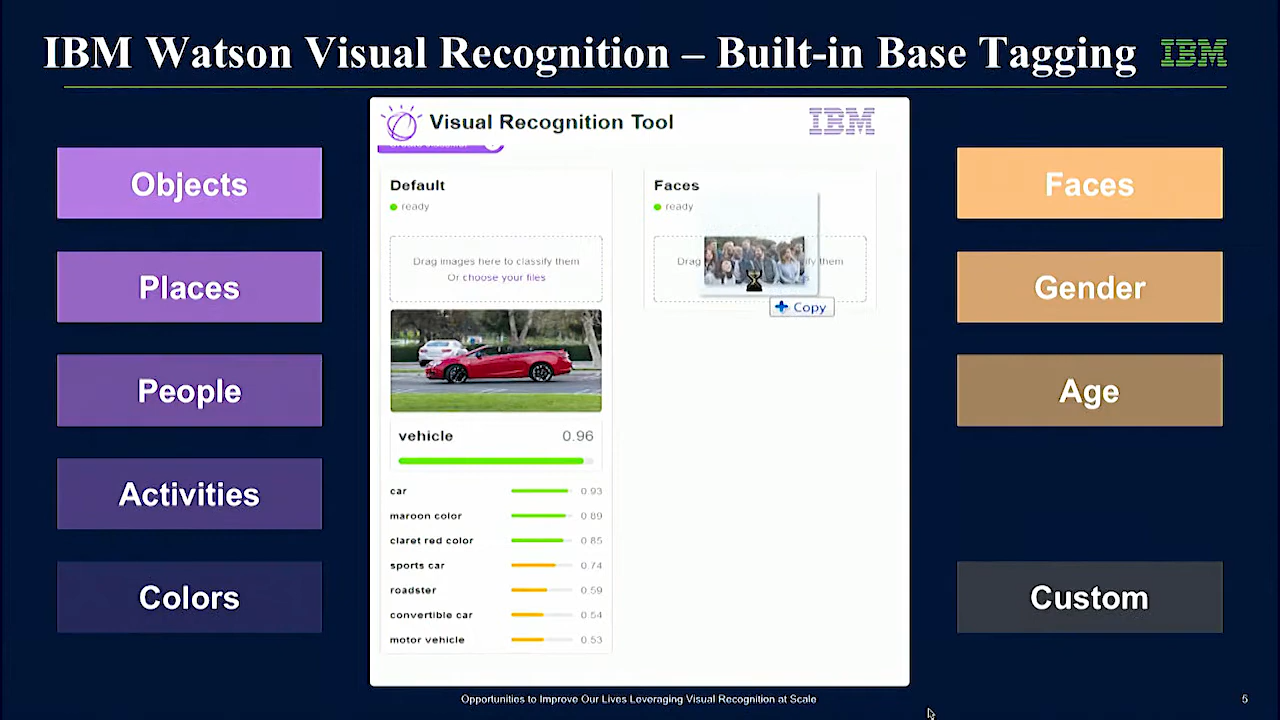 IBM Watson Visual Recognition – Built-in Base Tagging
IBM
Objects
Places
People
Activities
Colors
Visual Recognition Tool
IBM
Default
ready
Drag images here to classify them
Or choose your files
vehicle 0.96
car 0.93
maroon color 0.89
claret red color 0.85
sports car 0.74
roadster 0.59
convertible car 0.54
motor vehicle 0.53
Faces
ready
Drag them
Copy
Faces
Gender
Age
Custom
Opportunities to Improve Our Lives Leveraging Visual Recognition at Scale
5